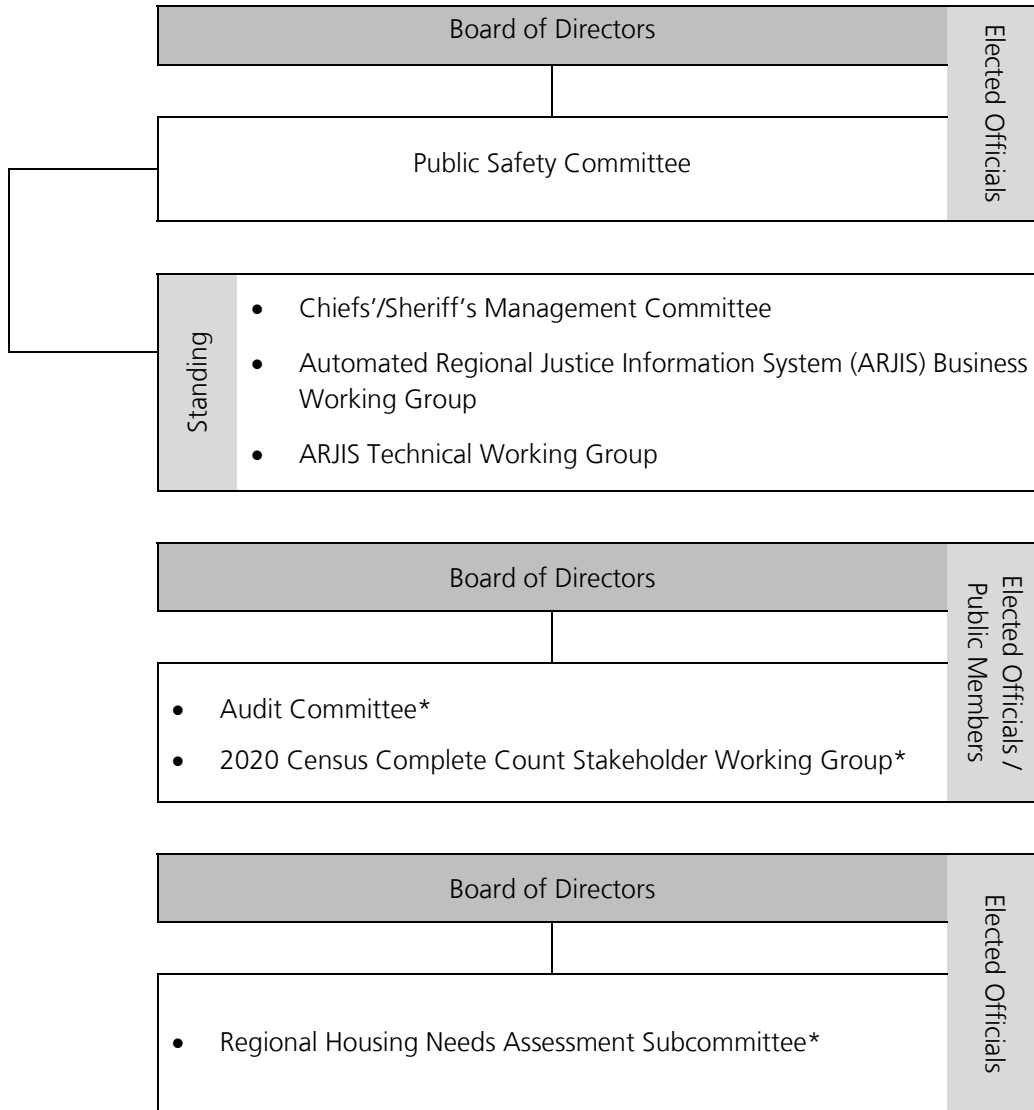 Board of Directors
Elected Officials
Public Safety Committee
Standing
• Chiefs’/Sheriff’s Management Committee
• Automated Regional Justice Information System (ARJIS) Business
Working Group
• ARJIS Technical Working Group
Board of Directors
Elected Officials /
Public Members
• Audit Committee*
• 2020 Census Complete Count Stakeholder Working Group*
Board of Directors
Elected Officials
• Regional Housing Needs Assessment Subcommittee*